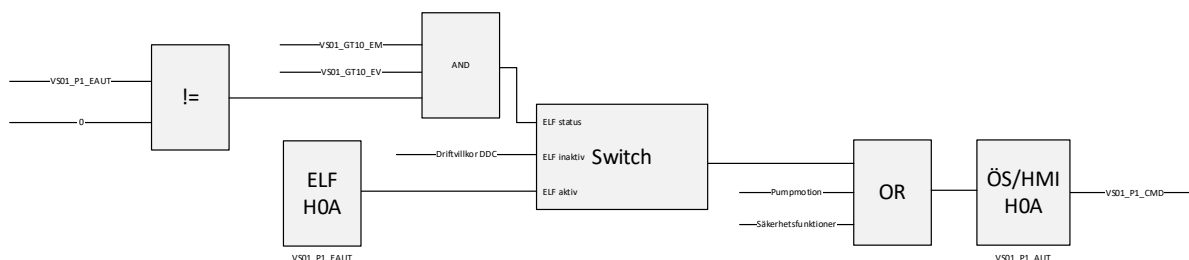 VS01_P1_EAUT
0
!=
VS01_GT10_EM
VS01_GT10_EV
AND
ELF
H0A
VS01_P1_EAUT
Driftvillkor DDC
ELF status
ELF inaktiv
ELF aktiv
Switch
Pumpmotion
Säkerhetsfunktioner
OR
ÖS/HMI
H0A
VS01_P1_AUT
VS01_P1_CMD